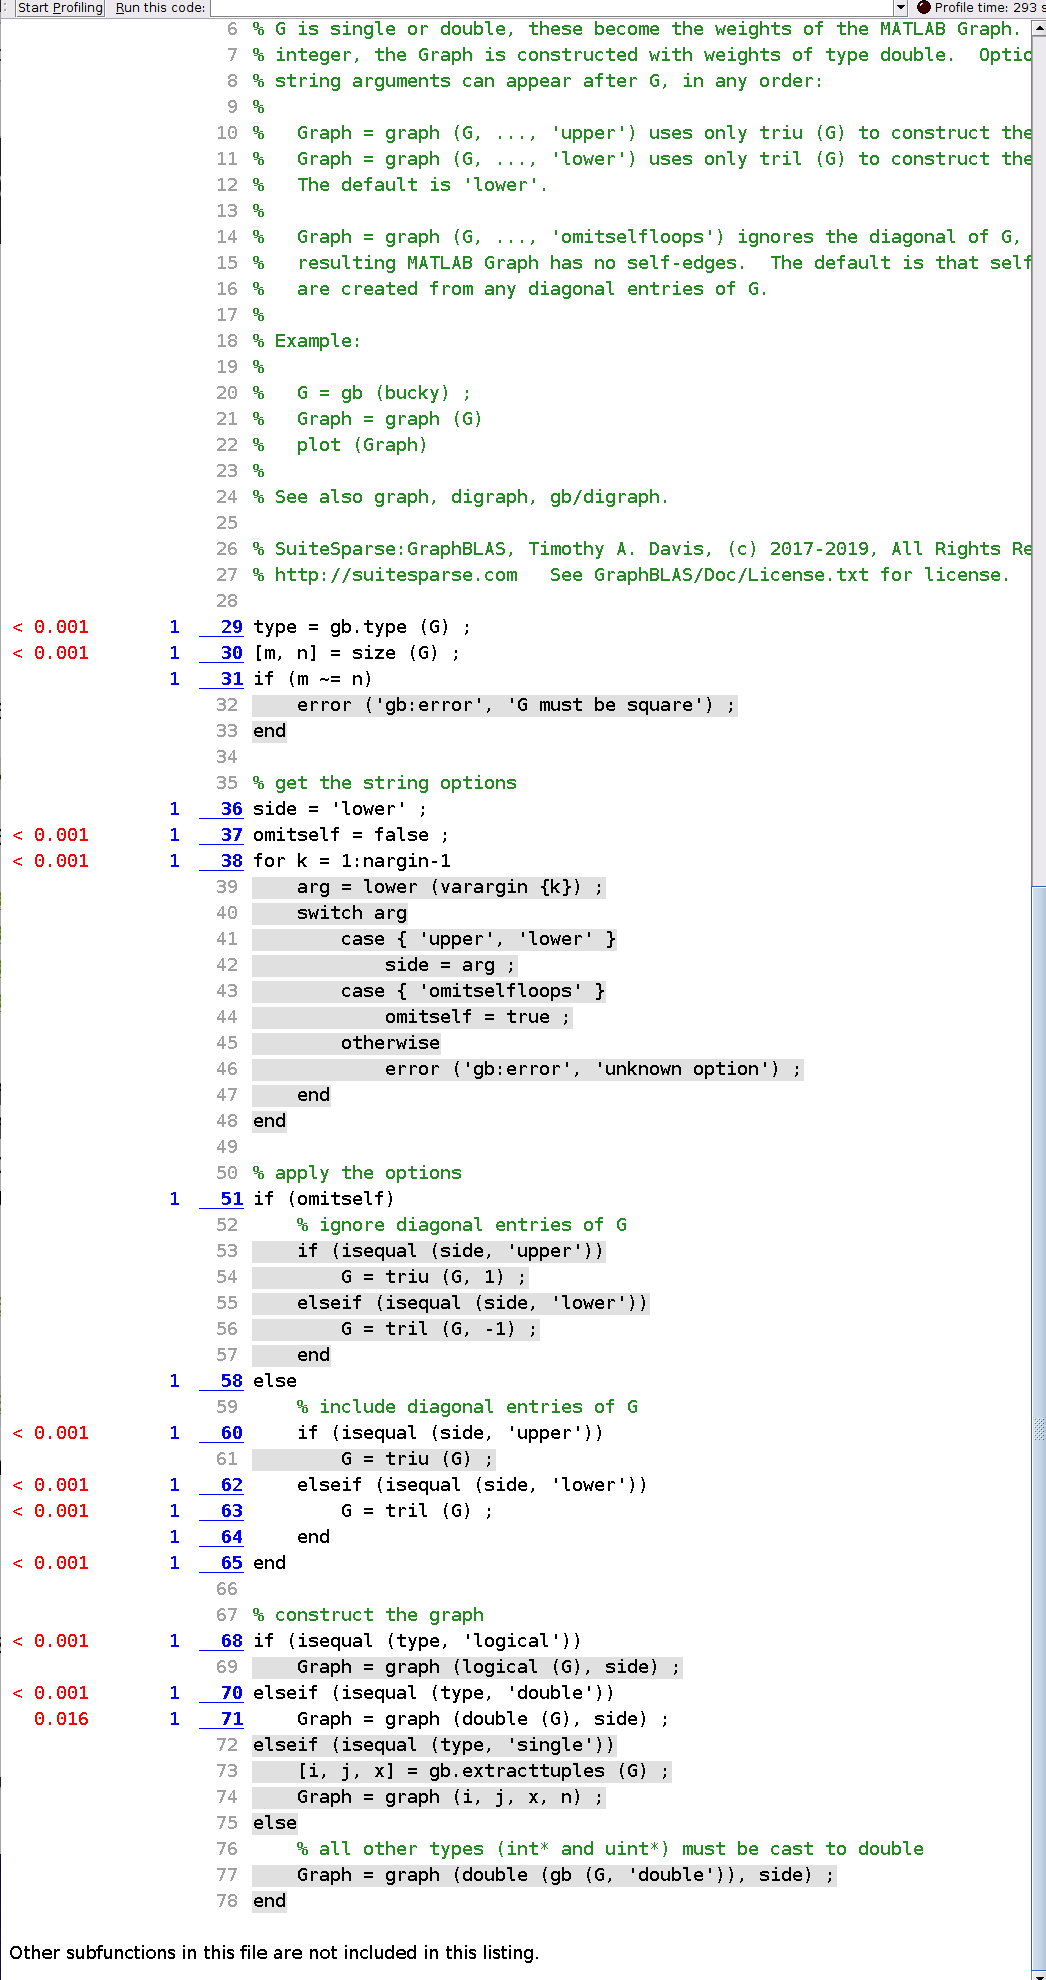 Start Profiling Run this code: Profile time: 293 s
6 % G is single or double, these become the weights of the MATLAB Graph.
7 % integer, the Graph is constructed with weights of type double. Optio
8 % string arguments can appear after G, in any order:
9 %
10 % Graph = graph (G, ..., 'upper') uses only triu (G) to construct the
11 % Graph = graph (G, ..., 'lower') uses only tril (G) to construct the
12 % The default is 'lower'.
13 %
14 % Graph = graph (G, ..., 'omitselfloops') ignores the diagonal of G,
15 % resulting MATLAB Graph has no self-edges. The default is that self
16 % are created from any diagonal entries of G.
17 %
18 % Example:
19 %
20 % G = gb (bucky) ;
21 % Graph = graph (G)
22 % plot (Graph)
23 %
24 % See also graph, digraph, gb/digraph.
25
26 % SuiteSparse:GraphBLAS, Timothy A. Davis, (c) 2017-2019, All Rights Re
27 % http://suitesparse.com See GraphBLAS/Doc/License.txt for license.
28
< 0.001 1 29 type = gb.type (G) ;
< 0.001 1 30 [m, n] = size (G) ;
1 31 if (m ~= n)
32 error ('gb:error', 'G must be square') ;
33 end
34
35 % get the string options
1 36 side = 'lower' ;
< 0.001 1 37 omitself = false ;
< 0.001 1 38 for k = 1:nargin-1
39 arg = lower (varargin {k}) ;
40 switch arg
41 case { 'upper', 'lower' }
42 side = arg ;
43 case { 'omitselfloops' }
44 omitself = true ;
45 otherwise
46 error ('gb:error', 'unknown option') ;
47 end
48 end
49
50 % apply the options
1 51 if (omitself)
52 % ignore diagonal entries of G
53 if (isequal (side, 'upper'))
54 G = triu (G, 1) ;
55 elseif (isequal (side, 'lower'))
56 G = tril (G, -1) ;
57 end
1 58 else
59 % include diagonal entries of G
< 0.001 1 60 if (isequal (side, 'upper'))
61 G = triu (G) ;
< 0.001 1 62 elseif (isequal (side, 'lower'))
< 0.001 1 63 G = tril (G) ;
1 64 end
< 0.001 1 65 end
66
67 % construct the graph
< 0.001 1 68 if (isequal (type, 'logical'))
69 Graph = graph (logical (G), side) ;
< 0.001 1 70 elseif (isequal (type, 'double'))
0.016 1 71 Graph = graph (double (G), side) ;
72 elseif (isequal (type, 'single'))
73 [i, j, x] = gb.extracttuples (G) ;
74 Graph = graph (i, j, x, n) ;
75 else
76 % all other types (int* and uint*) must be cast to double
77 Graph = graph (double (gb (G, 'double')), side) ;
78 end
Other subfunctions in this file are not included in this listing.